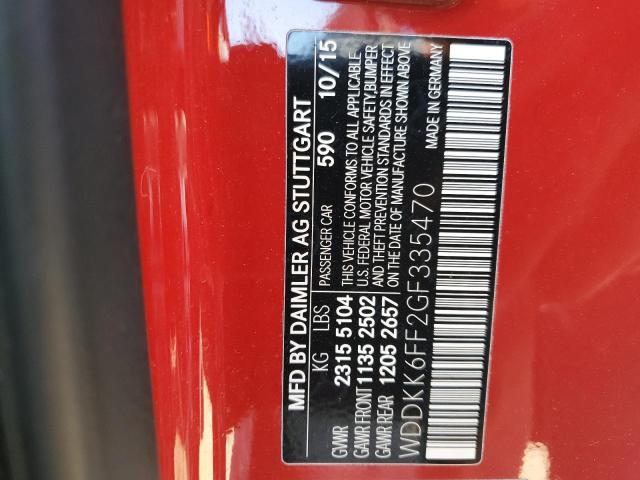 MFD BY DAIMLER AG STUTTGART
KG LBS PASSENGER CAR 590 10/15
GVWR 2315 5104 THIS VEHICLE CONFORMS TO ALL APPLICABLE
GAWR FRONT 1135 2502 U.S. FEDERAL MOTOR VEHICLE SAFETY, BUMPER
GAWR REAR 1205 2657 AND THEFT PREVENTION STANDARDS IN EFFECT
ON THE DATE OF MANUFACTURE SHOWN ABOVE
MADE IN GERMANY
WDDKK6FF2GF335470